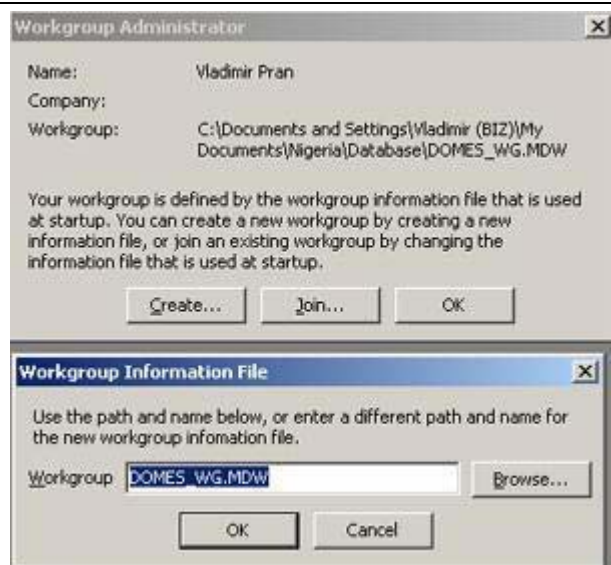 Workgroup Administrator
Name: Vladimir Pran
Company:
Workgroup: C:\Documents and Settings\Vladimir (BIZ)\My
Documents\Nigeria\Database\DOMES_WG.MDW
Your workgroup is defined by the workgroup information file that is used
at startup. You can create a new workgroup by creating a new
information file, or join an existing workgroup by changing the
information file that is used at startup.
Create... Join... OK
Workgroup Information File
Use the path and name below, or enter a different path and name for
the new workgroup infomation file.
Workgroup DOMES_WG.MDW Browse...
OK Cancel